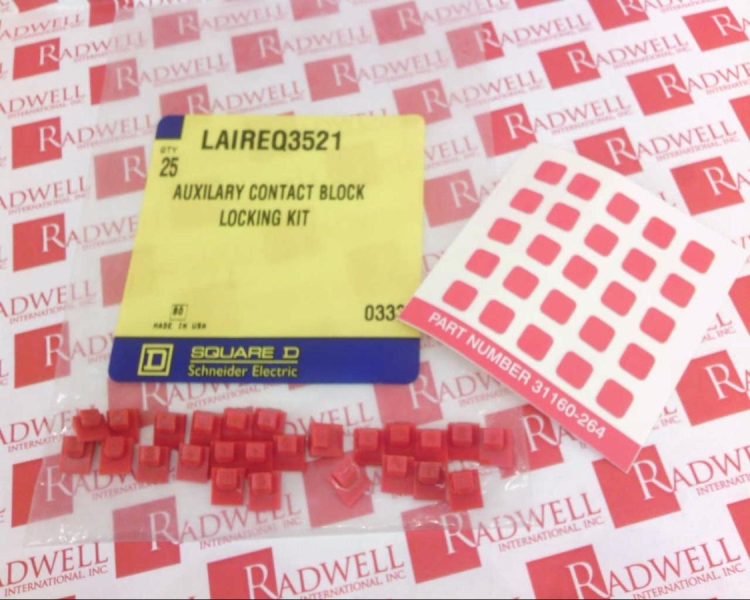 LAIREQ3521
QTY
25
AUXILARY CONTACT BLOCK
LOCKING KIT
80
MADE IN USA
SQUARE D
Schneider Electric
PART NUMBER 31160-264
RADWELL
INTERNATIONAL, INC.